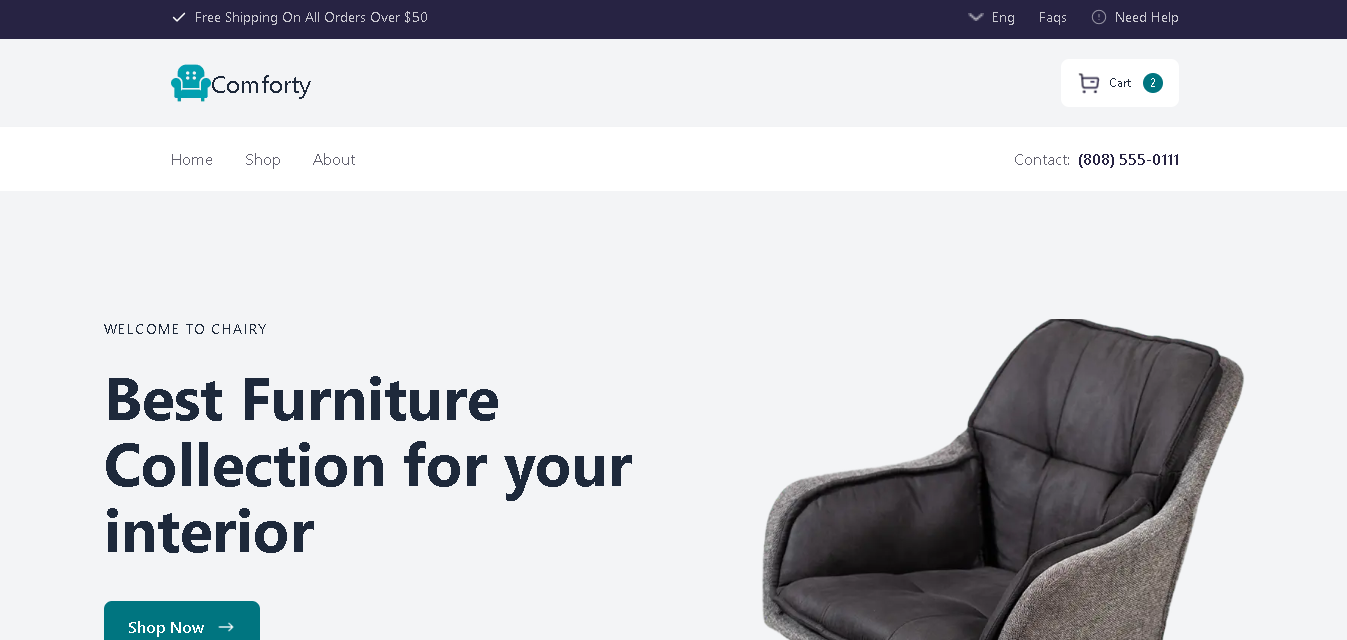 Free Shipping On All Orders Over $50
Eng
Faqs
Need Help
Comforty
Cart
2
Home
Shop
About
Contact: (808) 555-0111
WELCOME TO CHAIRY
Best Furniture
Collection for your
interior
Shop Now